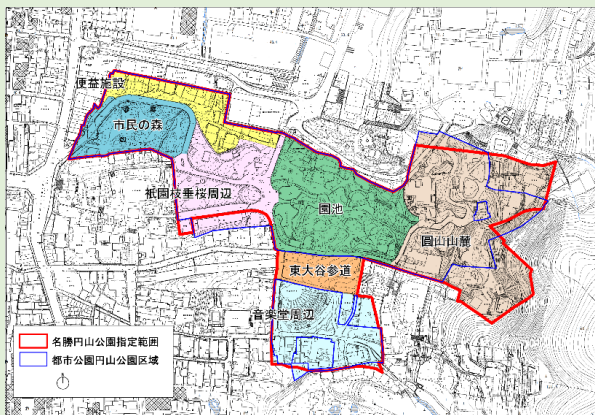 便益施設
市民の森
祇園枝垂桜周辺
園池
圓山山麓
東大谷参道
音楽堂周辺
名勝円山公園指定範囲
都市公園円山公園区域